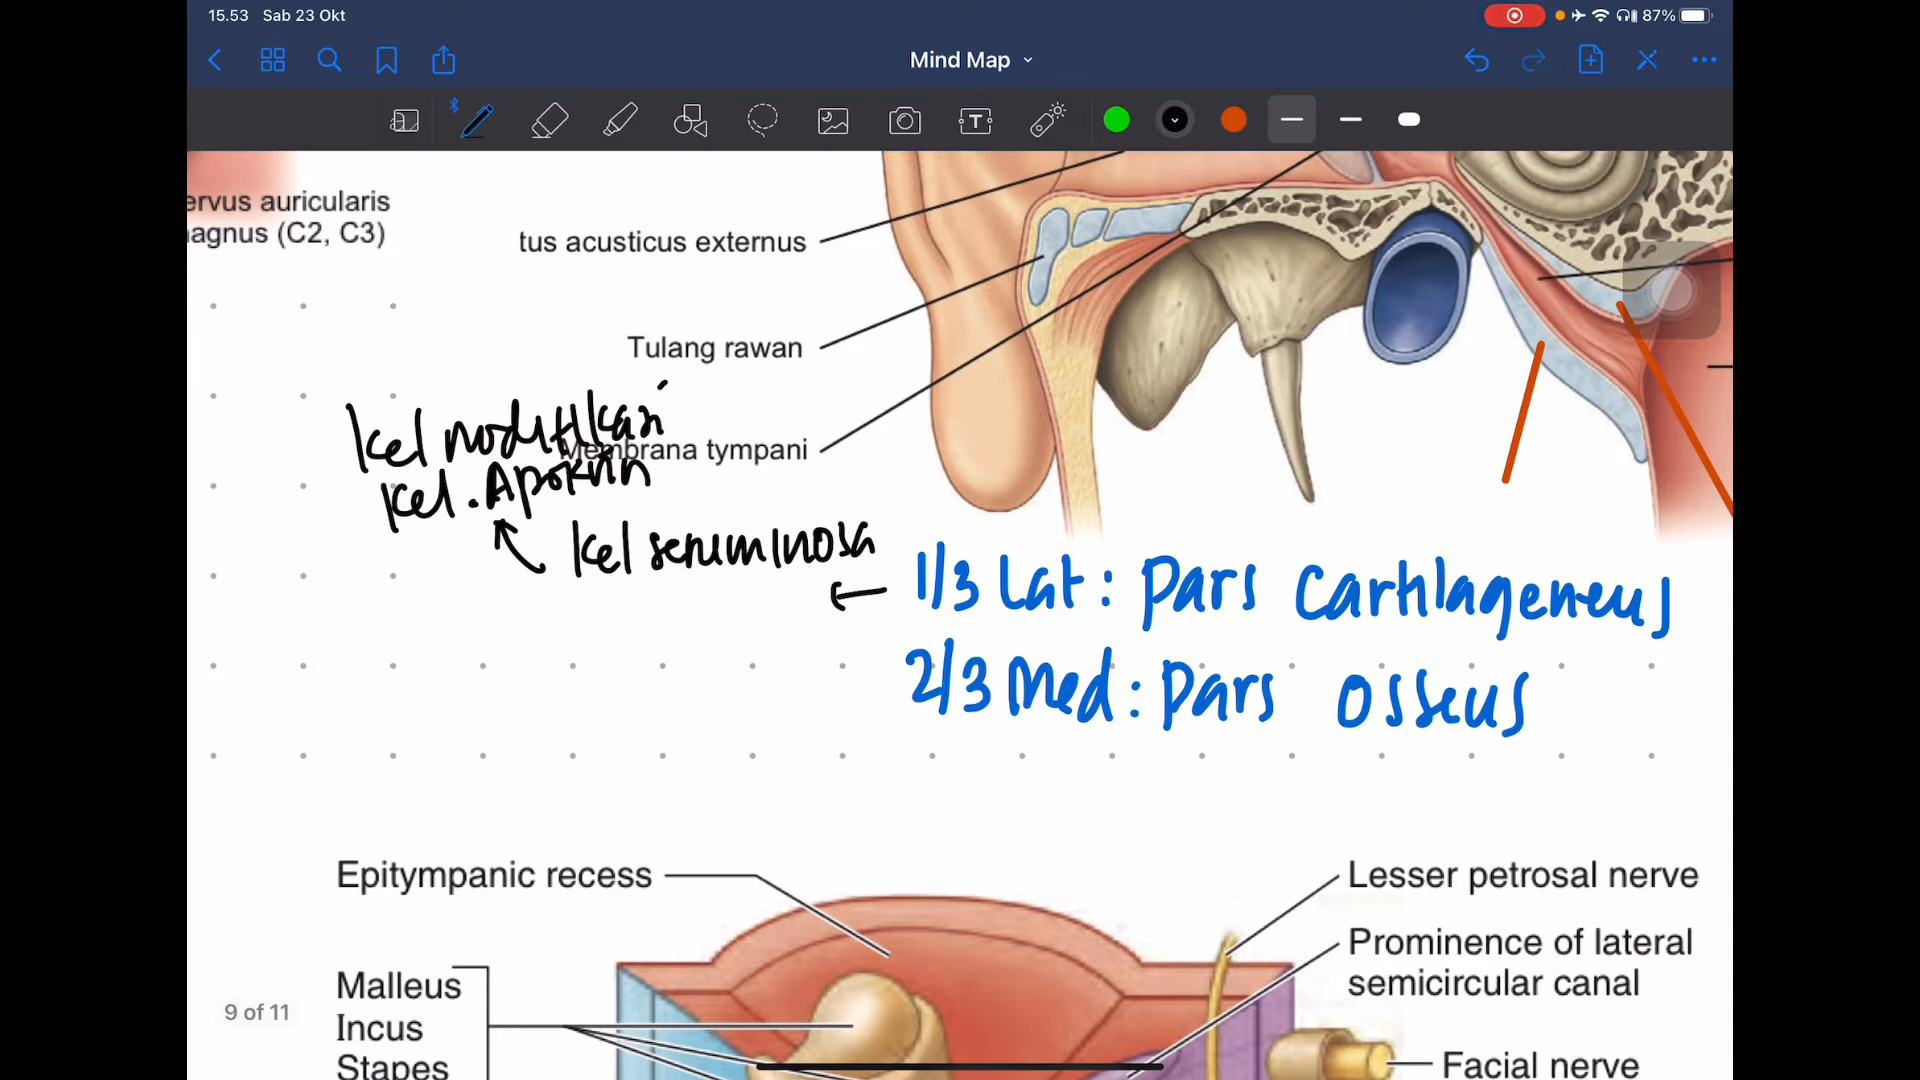 15.53 Sab 23 Okt
87%
Mind Map
T
ervus auricularis
agnus (C2, C3)
tus acusticus externus
Tulang rawan
Membrana tympani
kel modifikasi
kel. Apokrin
kel seruminosa
1/3 Lat : pars cartilageneus
2/3 Med : pars osseus
Epitympanic recess
Lesser petrosal nerve
Prominence of lateral
semicircular canal
Malleus
Incus
Stapes
Facial nerve
9 of 11